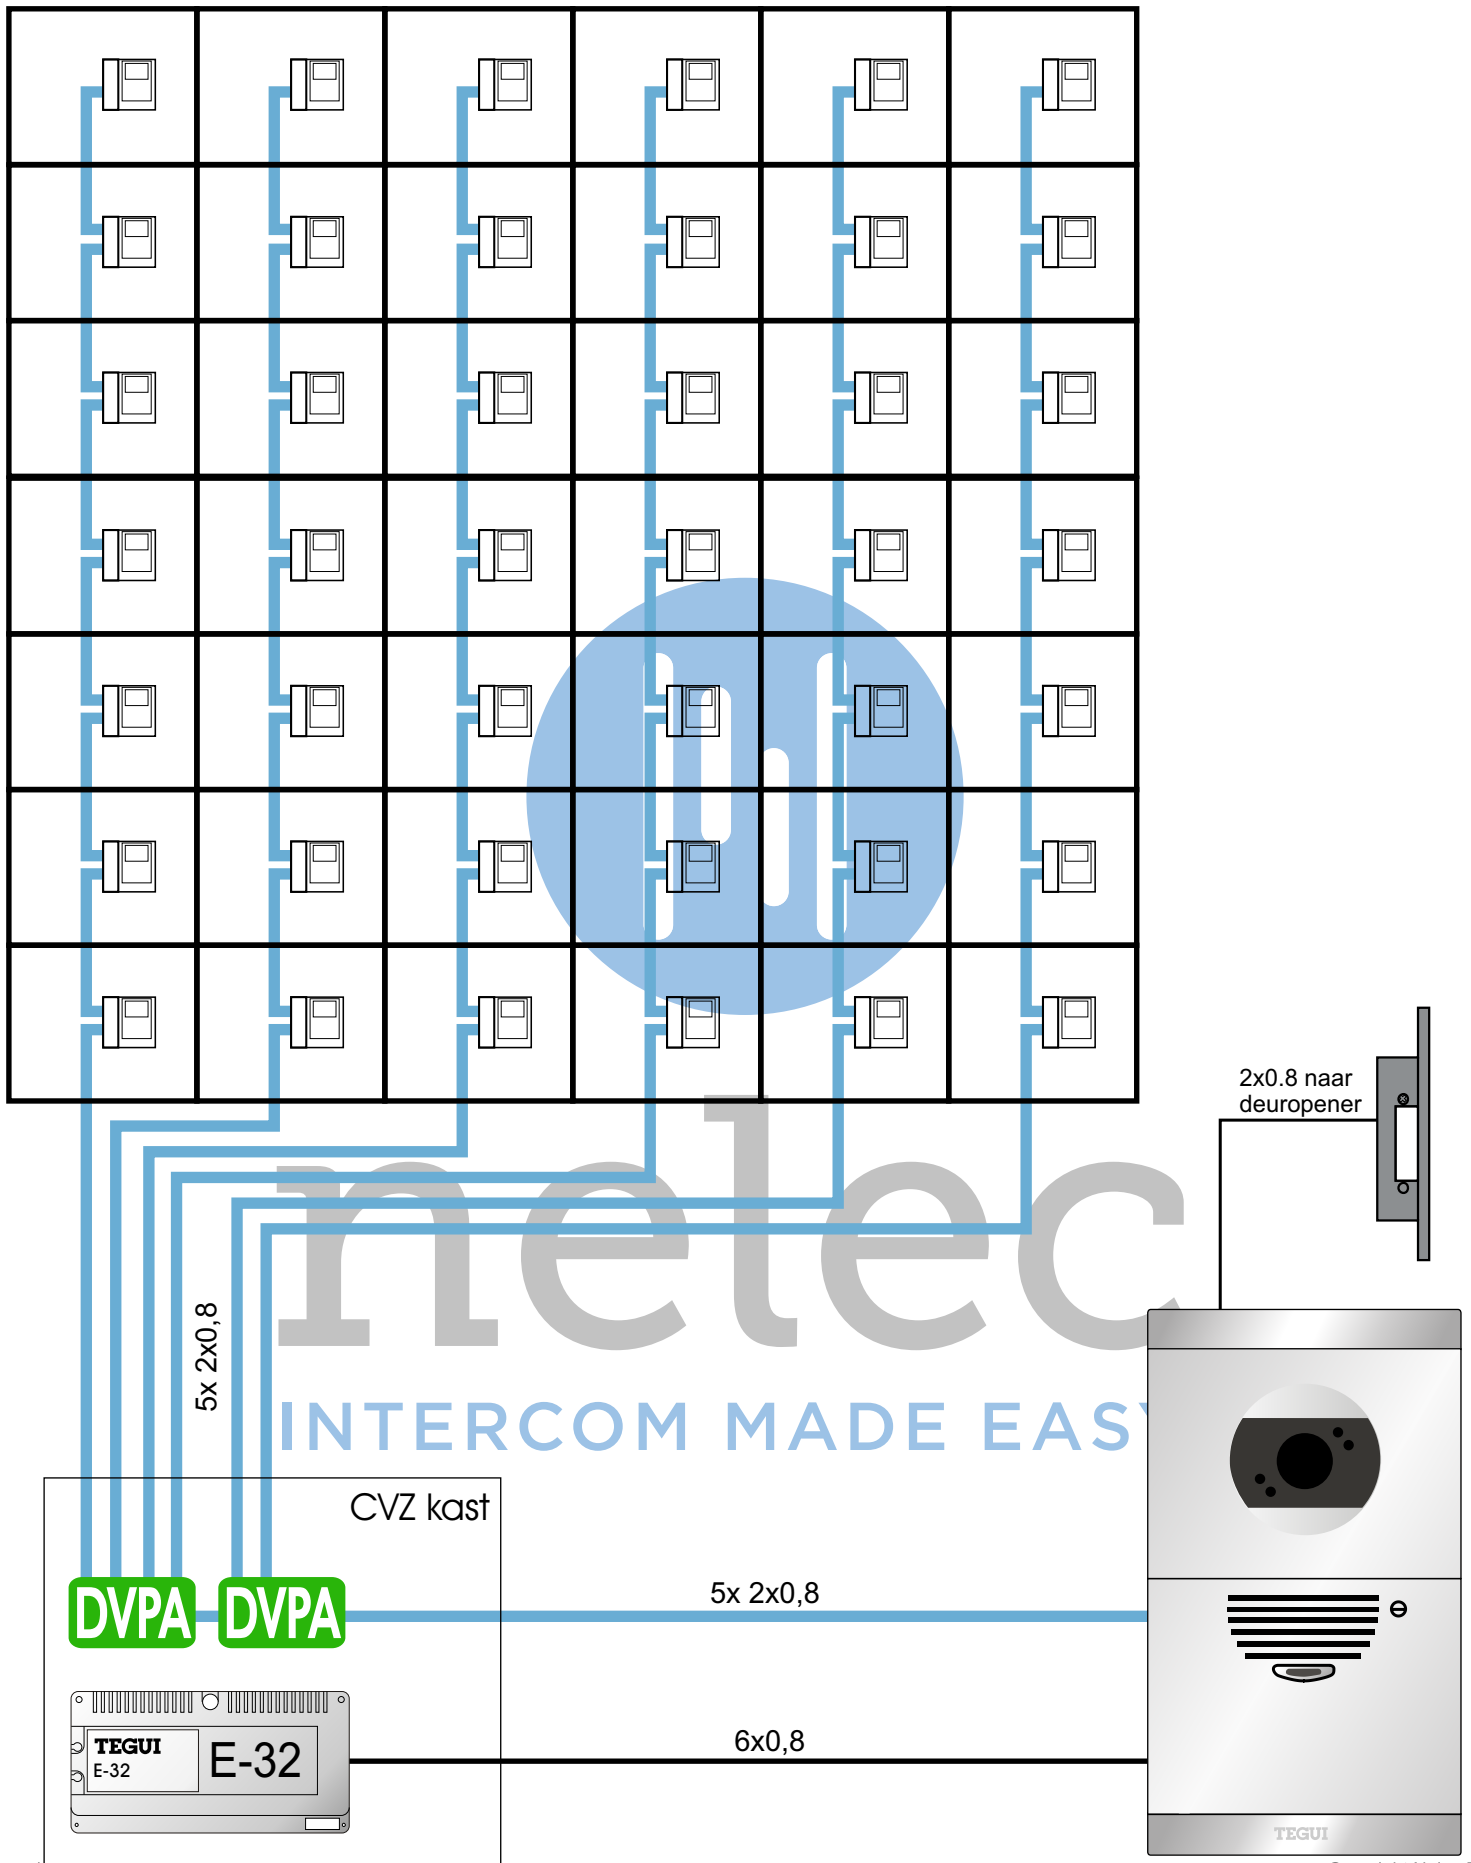 2x0.8 naar
deuropener
nelec
5x 2x0,8
INTERCOM MADE EASY
CVZ kast
DVPA DVPA
5x 2x0,8
TEGUI
E-32
E-32
6x0,8
TEGUI